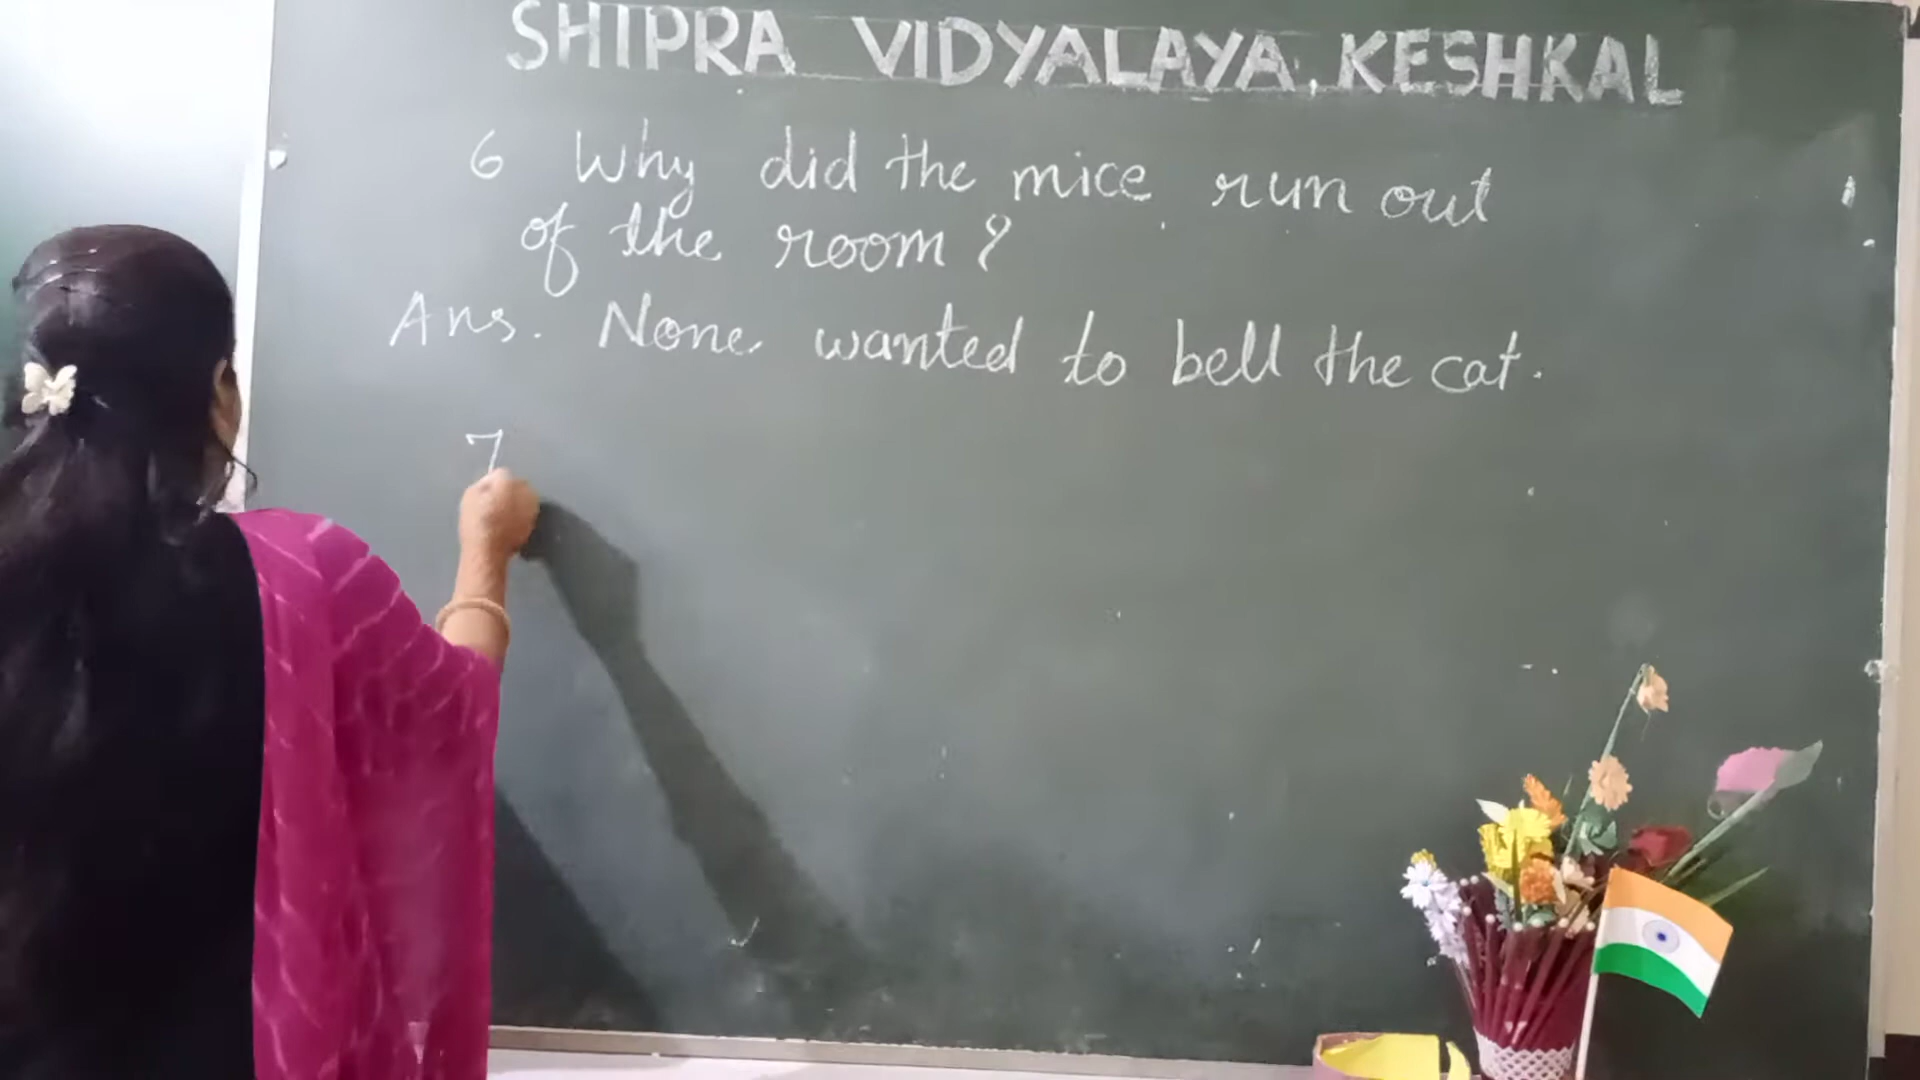 SHIPRA VIDYALAYA, KESHKAL
6 Why did the mice run out
of the room?
Ans. None wanted to bell the cat.
7